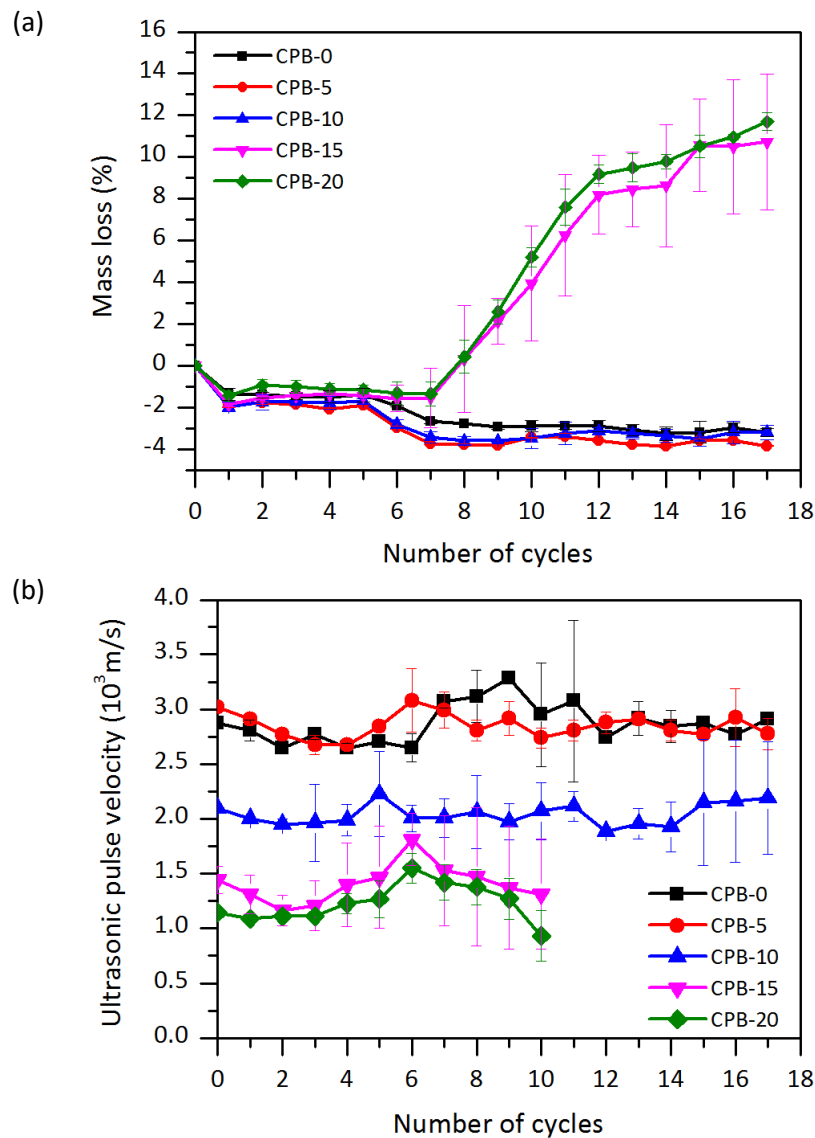 (a)
16
14
12
10
8
6
4
2
0
-2
-4
Mass loss (%)
CPB-0
CPB-5
CPB-10
CPB-15
CPB-20
0 2 4 6 8 10 12 14 16 18
Number of cycles
(b)
4.0
3.5
3.0
2.5
2.0
1.5
1.0
0.5
0.0
Ultrasonic pulse velocity (10³m/s)
CPB-0
CPB-5
CPB-10
CPB-15
CPB-20
0 2 4 6 8 10 12 14 16 18
Number of cycles